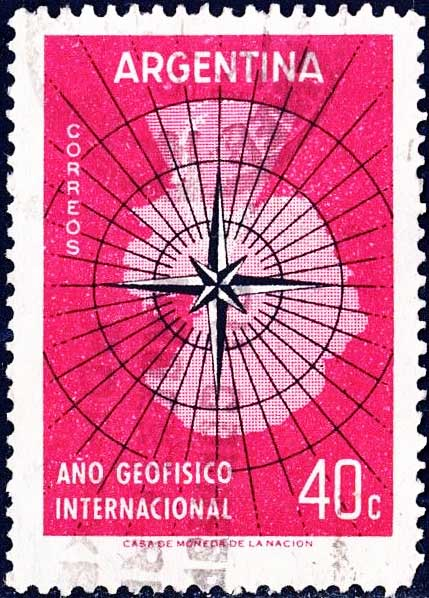 ARGENTINA
CORREOS
AÑO GEOFISICO
INTERNACIONAL
40c
CASA DE MONEDA DE LA NACION